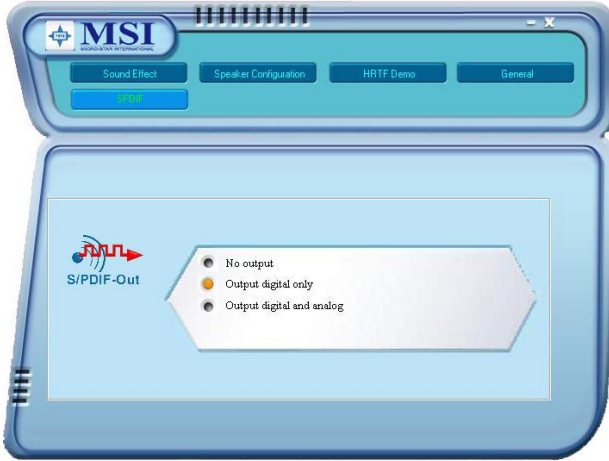 MSI
MICRO-STAR INTERNATIONAL
Sound Effect
Speaker Configuration
HRTF Demo
General
SPDIF
S/PDIF-Out
No output
Output digital only
Output digital and analog